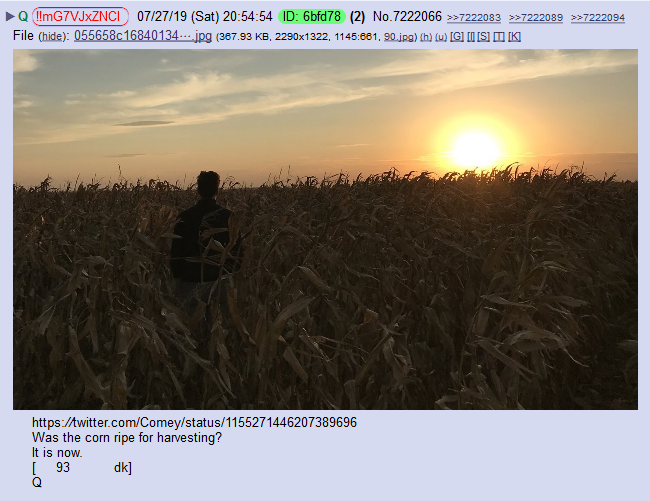 ▶ Q !!mG7VJxZNCI 07/27/19 (Sat) 20:54:54 ID: 6bfd78 (2) No.7222066 >>7222083 >>7222089 >>7222094
File (hide): 055658c16840134⋯.jpg (367.93 KB, 2290x1322, 1145:661, 90.jpg) (h) (u) [G] [I] [S] [T] [K]
https://twitter.com/Comey/status/1155271446207389696
Was the corn ripe for harvesting?
It is now.
[ 93 dk]
Q